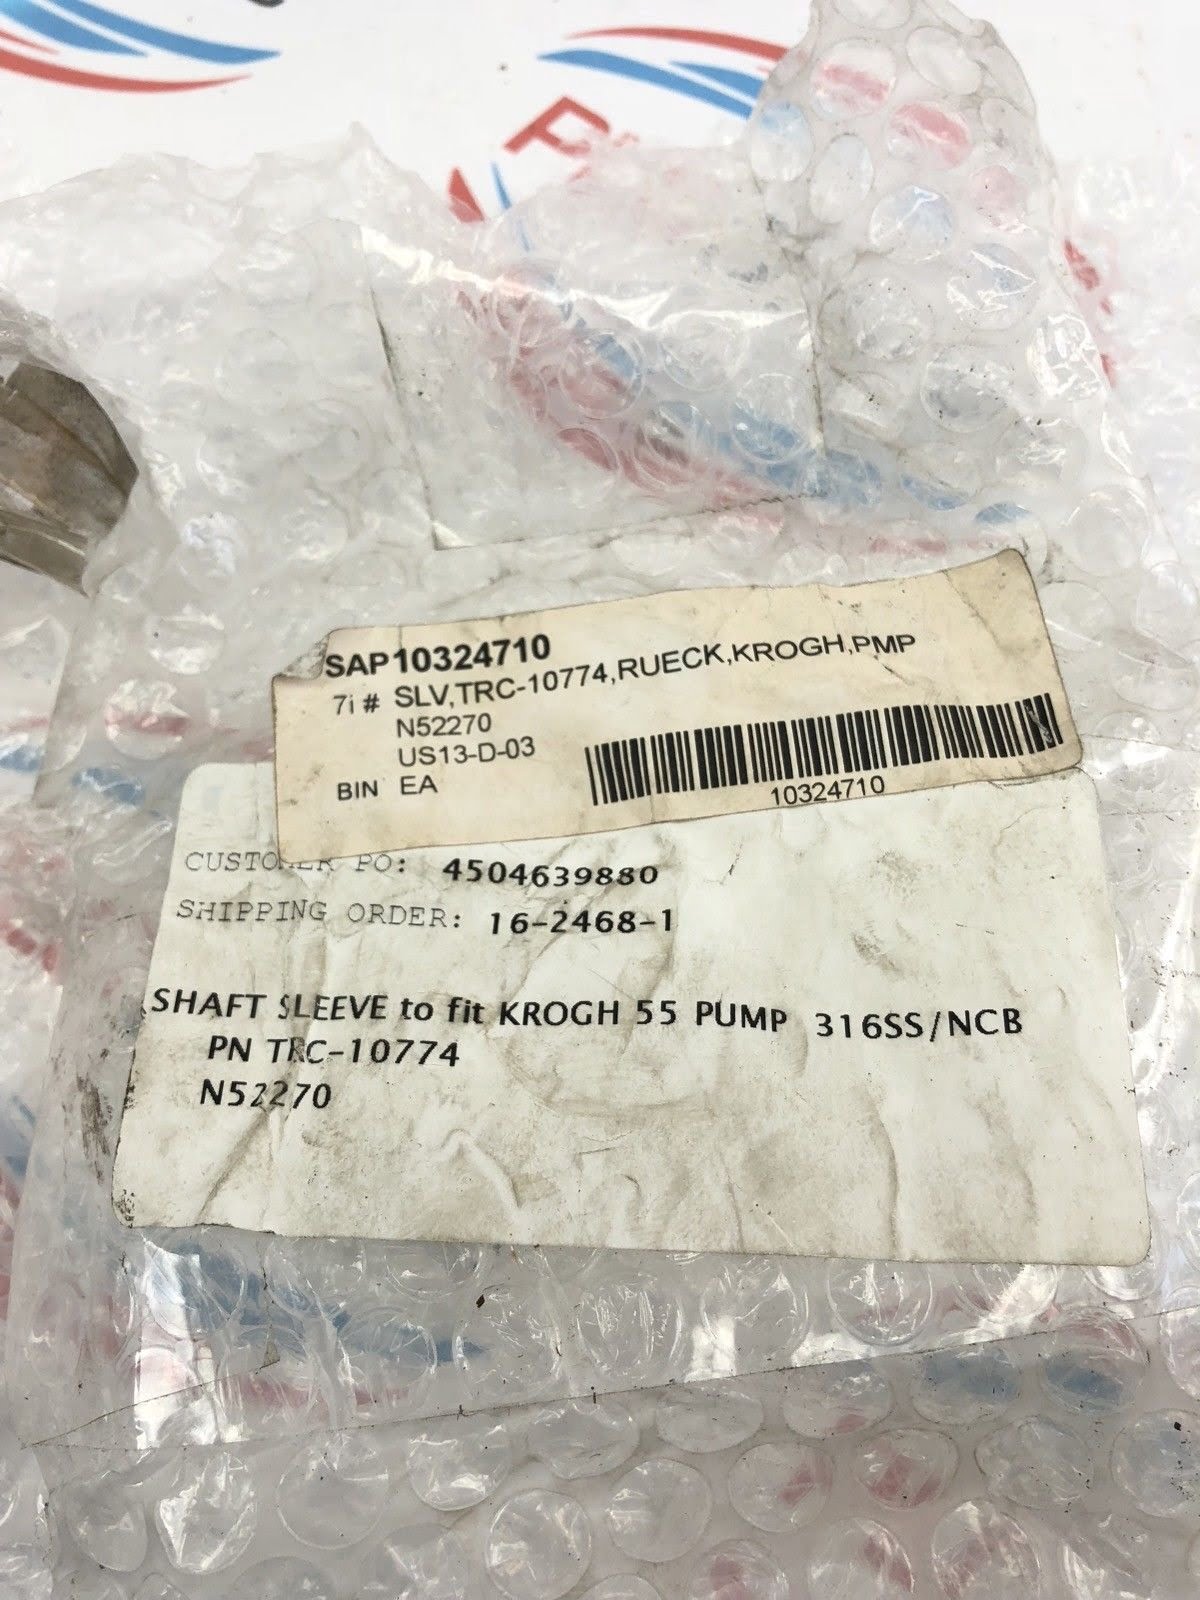 SAP10324710
7i # SLV,TRC-10774,RUECK,KROGH,PMP
N52270
US13-D-03
BIN EA
10324710
CUSTOMER PO: 4504639880
SHIPPING ORDER: 16-2468-1
SHAFT SLEEVE to fit KROGH 55 PUMP 316SS/NCB
PN TRC-10774
N52270